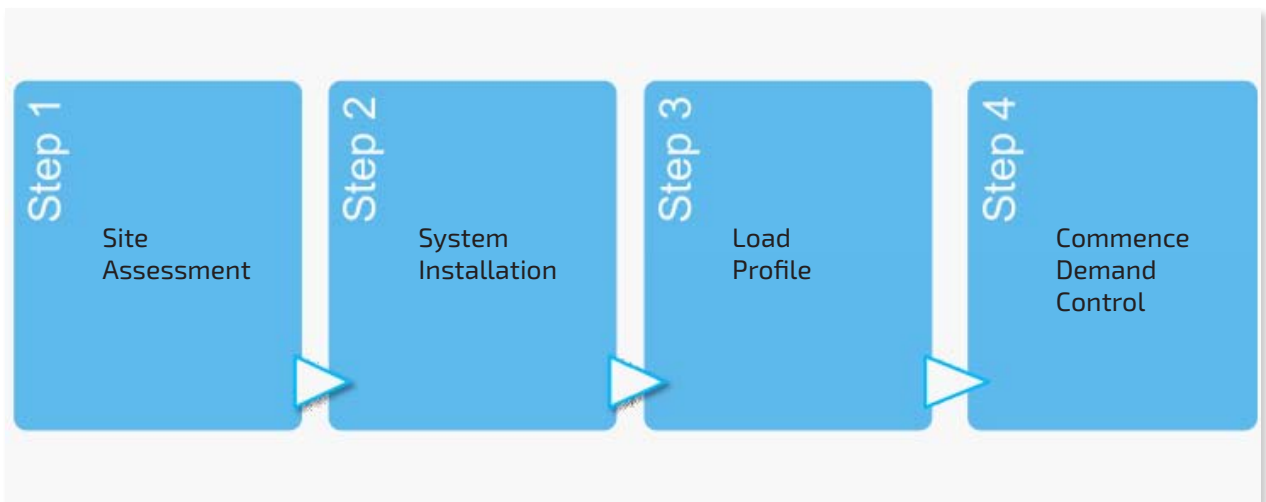 Step 1
Site
Assessment
Step 2
System
Installation
Step 3
Load
Profile
Step 4
Commence
Demand
Control